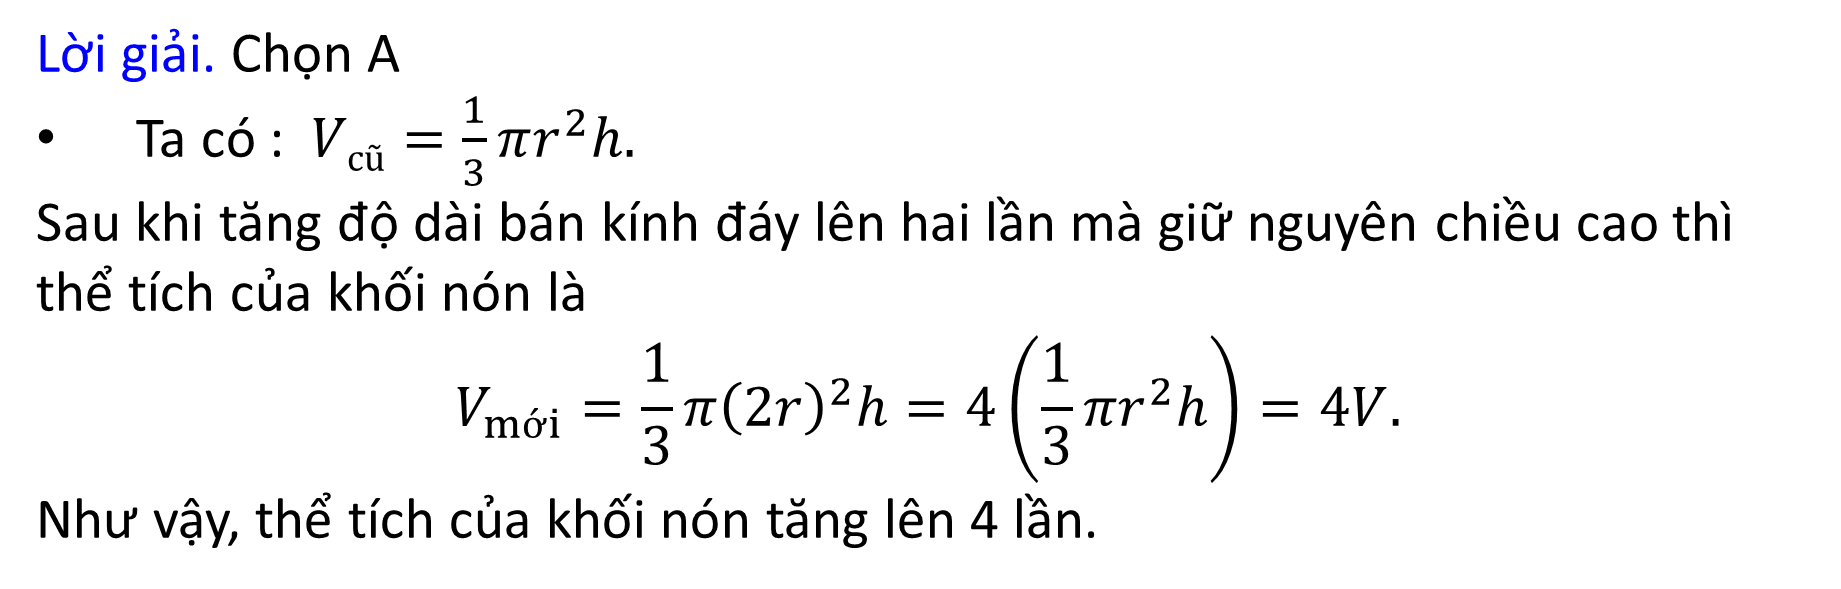 Lời giải. Chọn A
• Ta có : V_cũ = 1/3 πr²h.
Sau khi tăng độ dài bán kính đáy lên hai lần mà giữ nguyên chiều cao thì
thể tích của khối nón là
V_mới = 1/3 π(2r)²h = 4(1/3 πr²h) = 4V.
Như vậy, thể tích của khối nón tăng lên 4 lần.